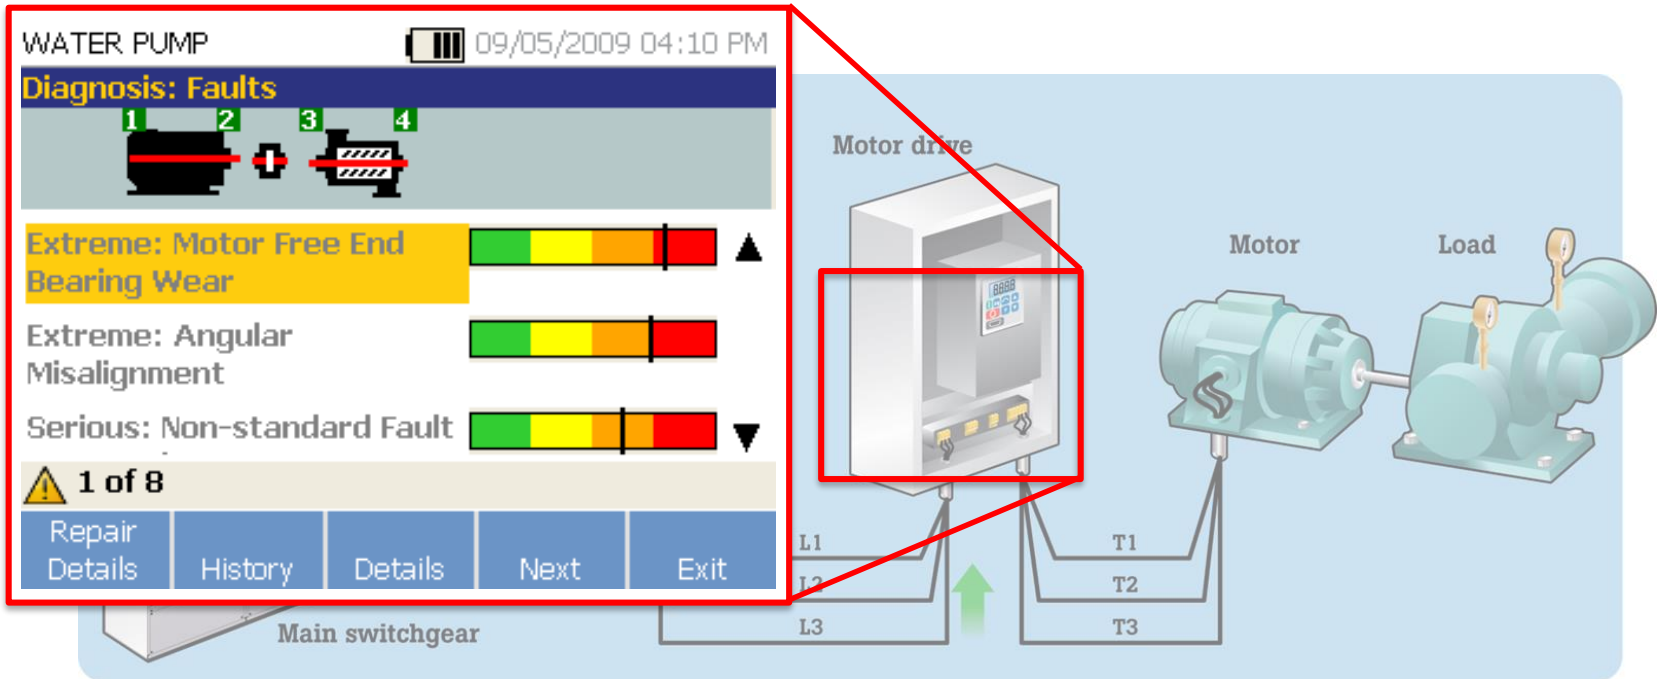 WATER PUMP
09/05/2009 04:10 PM
Diagnosis: Faults
1 2 3 4
Extreme: Motor Free End
Bearing Wear
Extreme: Angular
Misalignment
Serious: Non-standard Fault
1 of 8
Repair
Details
History
Details
Next
Exit
Motor drive
8888
Motor
Load
L1
L2
L3
T1
T2
T3
Main switchgear